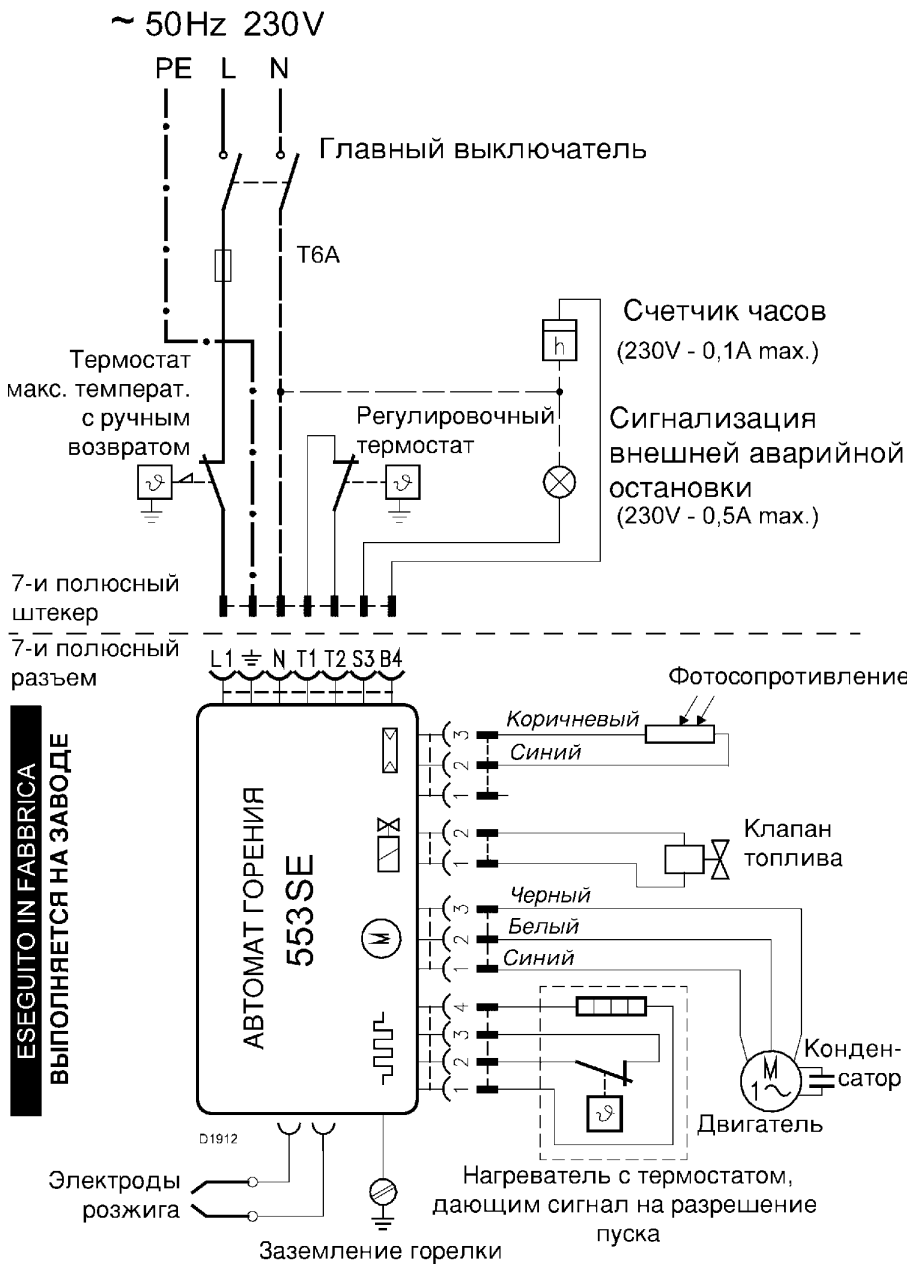 ~ 50Hz 230V
PE L N
Главный выключатель
T6A
Счетчик часов
(230V - 0,1A max.)
h
Термостат
макс. температ.
с ручным
возвратом
Регулировочный
термостат
Сигнализация
внешней аварийной
остановки
(230V - 0,5A max.)
ϑ
ϑ
7-и полюсный
штекер
7-и полюсный
разъем
L1 N T1 T2 S3 B4
Фотосопротивление
ESEGUITO IN FABBRICA
ВЫПОЛНЯЕТСЯ НА ЗАВОДЕ
АВТОМАТ ГОРЕНИЯ
553SE
3 Коричневый
2 Синий
1
2
1
Клапан
топлива
M
3 Черный
2 Белый
1 Синий
4
3
2
1
ϑ
M
1~
Конден-
сатор
Двигатель
D1912
Электроды
розжига
Нагреватель с термостатом,
дающим сигнал на разрешение
пуска
Заземление горелки